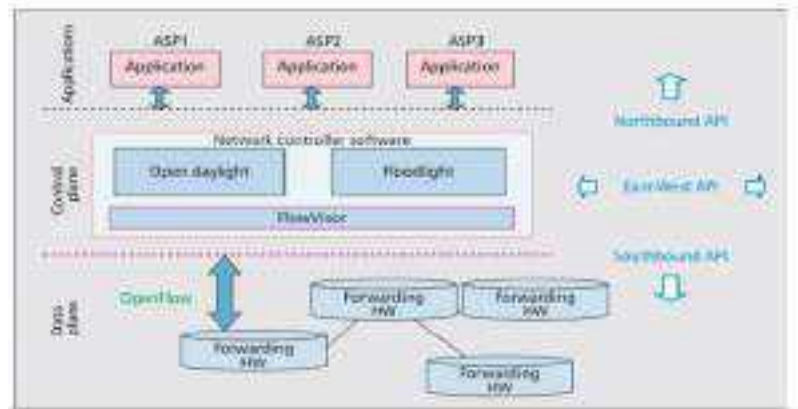 Applications
ASP1
ASP2
ASP3
Application
Application
Application
Northbound API
Control
plane
Network controller software
Open daylight
Floodlight
FlowVisor
East-West API
Southbound API
Data
plane
OpenFlow
Forwarding
HW
Forwarding
HW
Forwarding
HW
Forwarding
HW